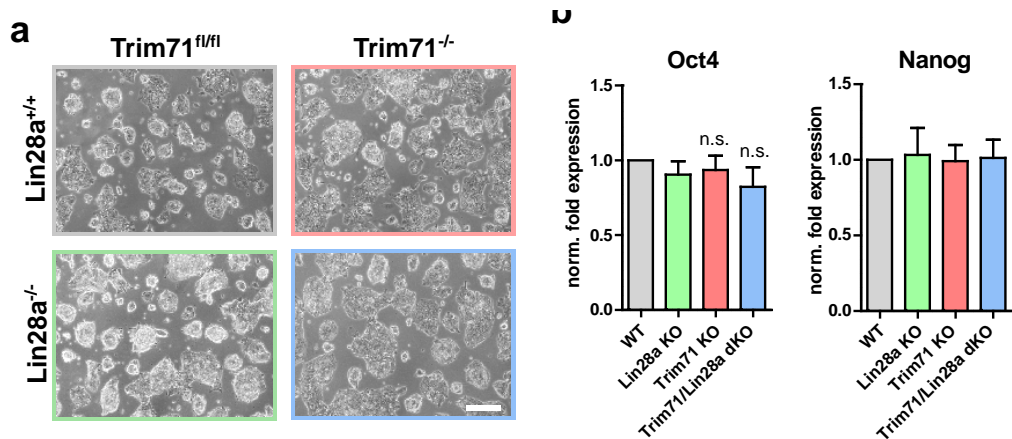 a
Trim71fl/fl
Trim71-/-
Lin28a+/+
Lin28a-/-
b
Oct4
norm. fold expression
1.5
1.0
0.5
0.0
n.s.
n.s.
WT
Lin28a KO
Trim71 KO
Trim71/Lin28a dKO
Nanog
norm. fold expression
1.5
1.0
0.5
0.0
WT
Lin28a KO
Trim71 KO
Trim71/Lin28a dKO